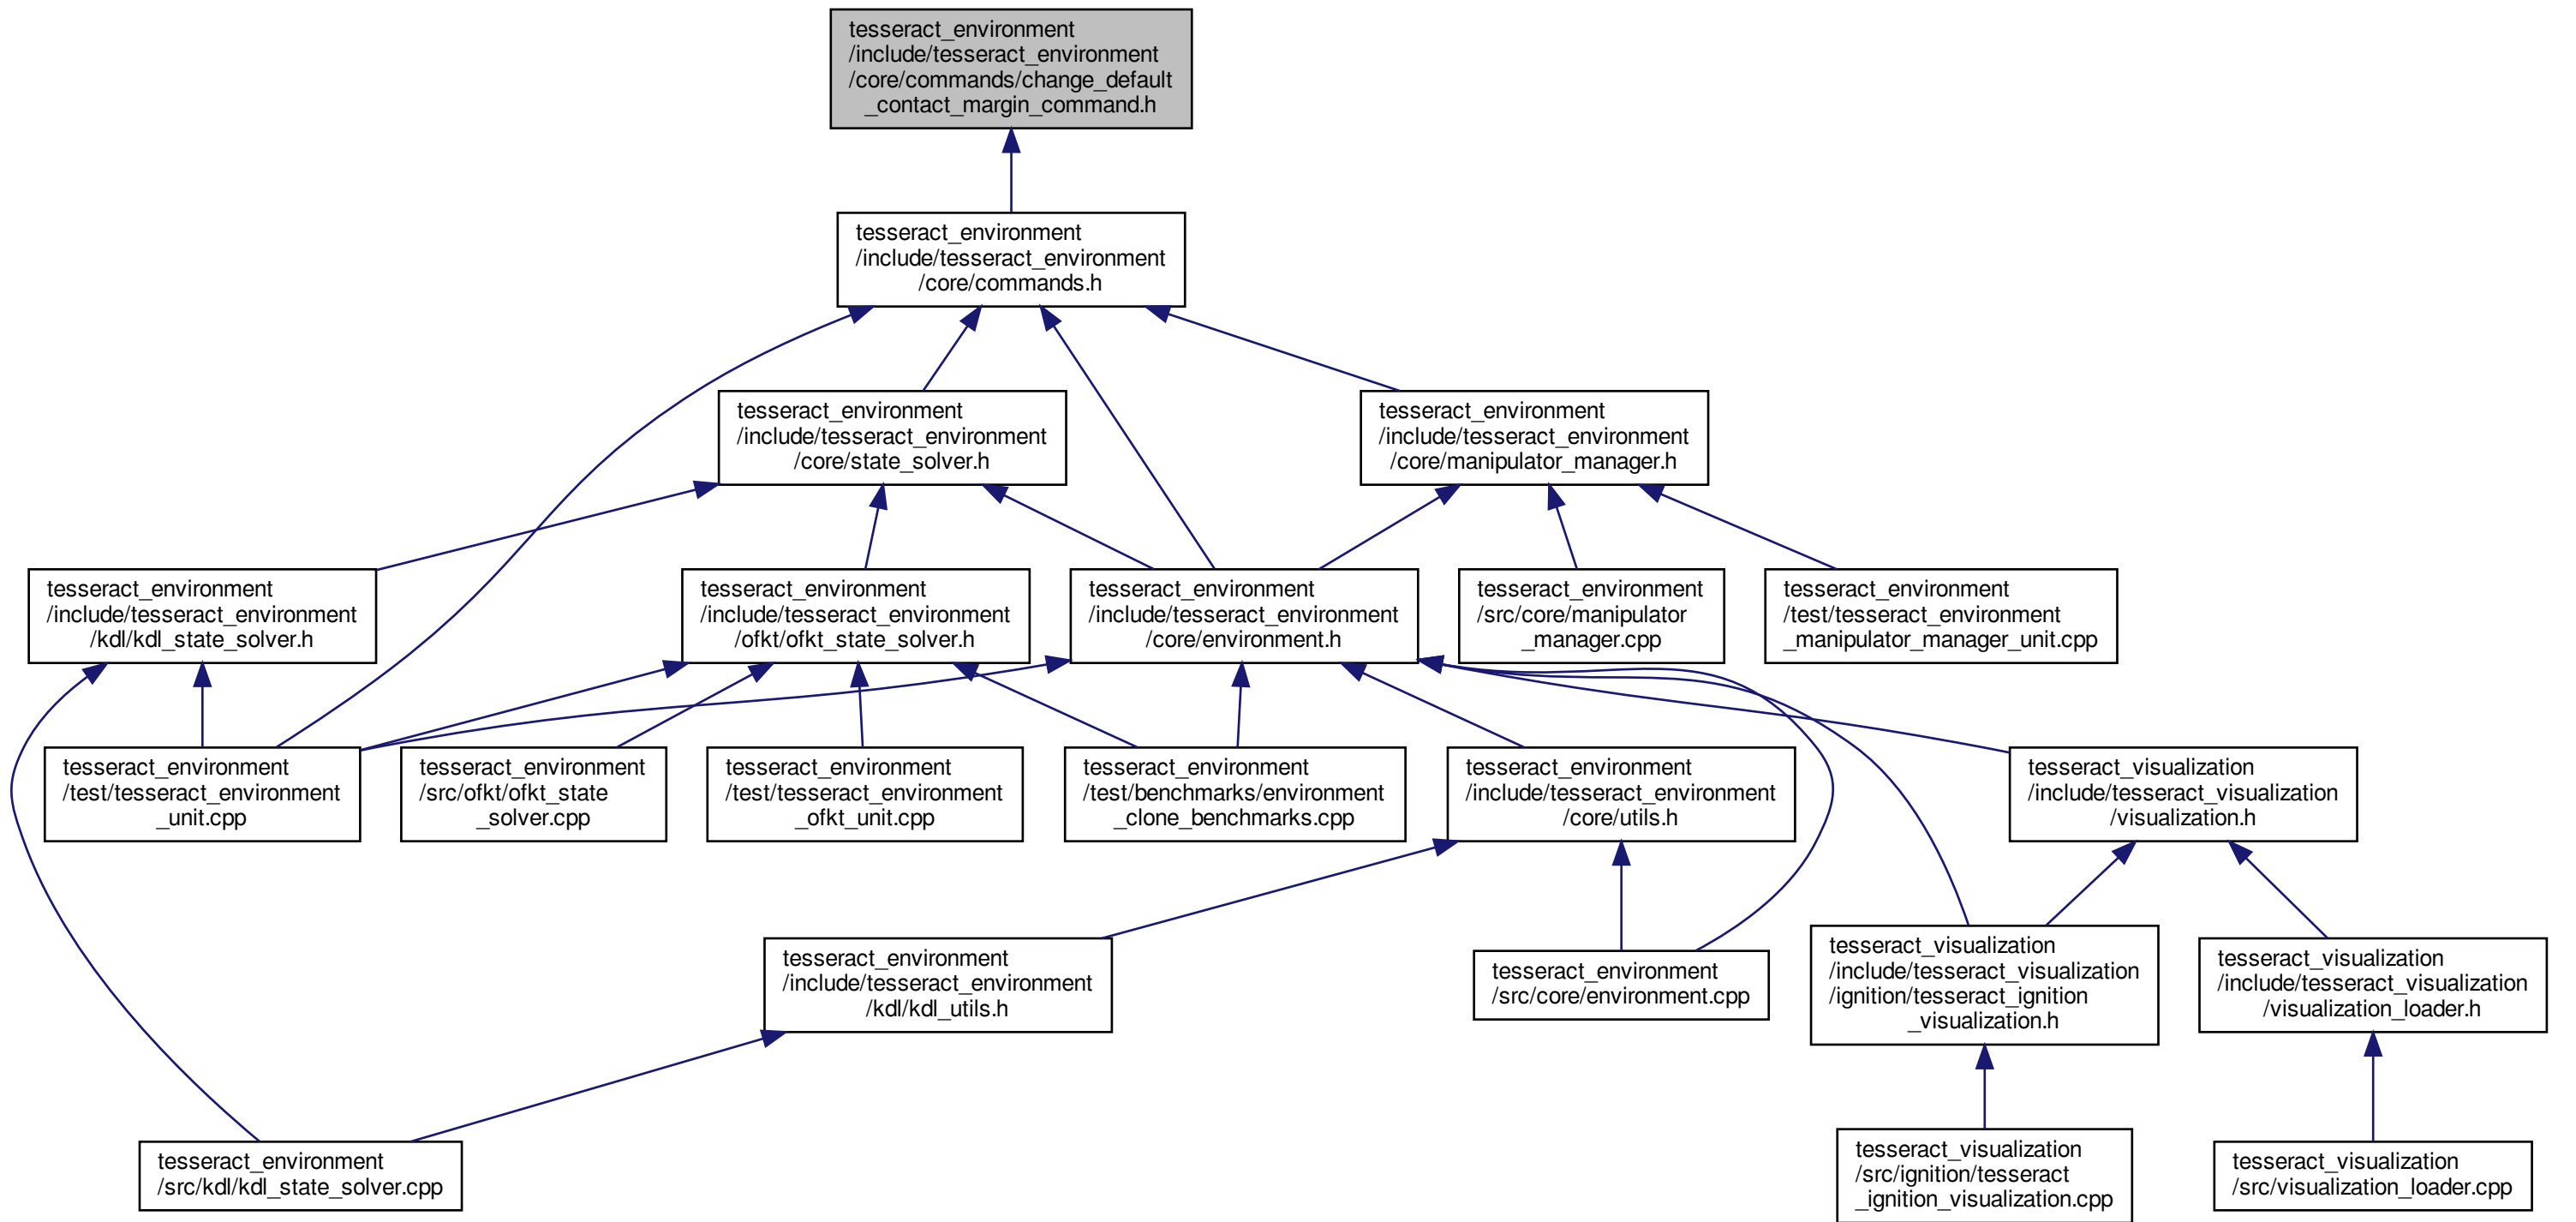 tesseract_environment
/include/tesseract_environment
/core/commands/change_default
_contact_margin_command.h
tesseract_environment
/include/tesseract_environment
/core/commands.h
tesseract_environment
/include/tesseract_environment
/core/state_solver.h
tesseract_environment
/include/tesseract_environment
/core/manipulator_manager.h
tesseract_environment
/include/tesseract_environment
/kdl/kdl_state_solver.h
tesseract_environment
/include/tesseract_environment
/ofkt/ofkt_state_solver.h
tesseract_environment
/include/tesseract_environment
/core/environment.h
tesseract_environment
/src/core/manipulator
_manager.cpp
tesseract_environment
/test/tesseract_environment
_manipulator_manager_unit.cpp
tesseract_environment
/test/tesseract_environment
_unit.cpp
tesseract_environment
/src/ofkt/ofkt_state
_solver.cpp
tesseract_environment
/test/tesseract_environment
_ofkt_unit.cpp
tesseract_environment
/test/benchmarks/environment
_clone_benchmarks.cpp
tesseract_environment
/include/tesseract_environment
/core/utils.h
tesseract_visualization
/include/tesseract_visualization
/visualization.h
tesseract_environment
/include/tesseract_environment
/kdl/kdl_utils.h
tesseract_environment
/src/core/environment.cpp
tesseract_visualization
/include/tesseract_visualization
/ignition/tesseract_ignition
_visualization.h
tesseract_visualization
/include/tesseract_visualization
/visualization_loader.h
tesseract_environment
/src/kdl/kdl_state_solver.cpp
tesseract_visualization
/src/ignition/tesseract
_ignition_visualization.cpp
tesseract_visualization
/src/visualization_loader.cpp